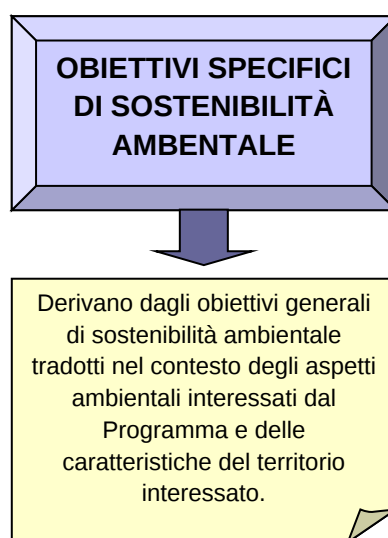 OBIETTIVI SPECIFICI
DI SOSTENIBILITÀ
AMBENTALE
Derivano dagli obiettivi generali
di sostenibilità ambientale
tradotti nel contesto degli aspetti
ambientali interessati dal
Programma e delle
caratteristiche del territorio
interessato.